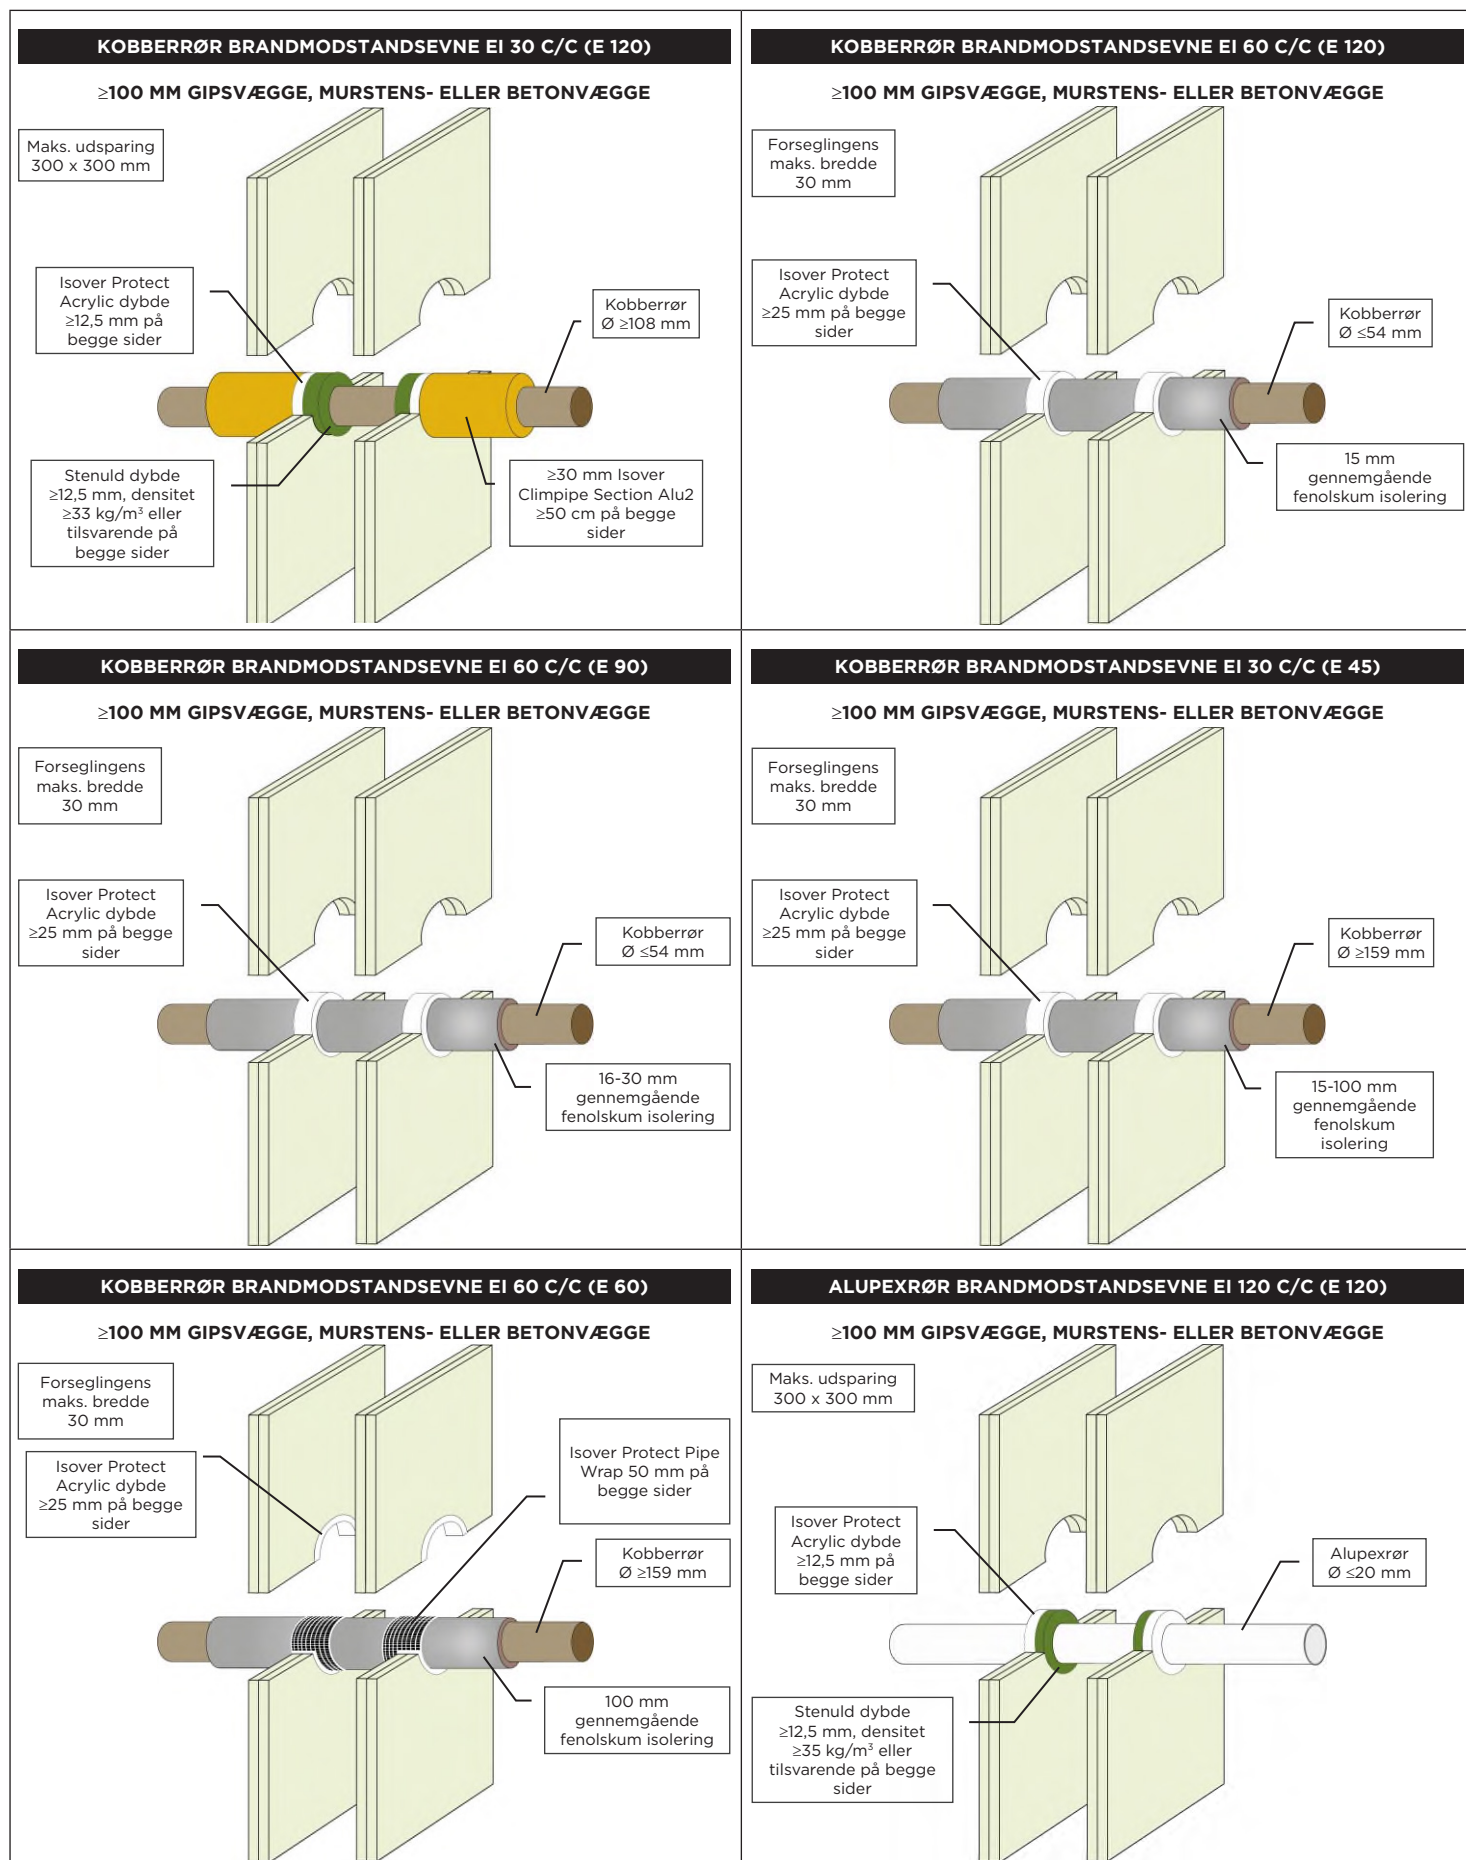 KOBBERRØR BRANDMODSTANDSEVNE EI 30 C/C (E 120)
≥100 MM GIPSVÆGGE, MURSTENS- ELLER BETONVÆGGE
Maks. udsparing
300 x 300 mm
Isover Protect
Acrylic dybde
≥12,5 mm på
begge sider
Kobberrør
Ø ≥108 mm
Stenuld dybde
≥12,5 mm, densitet
≥33 kg/m³ eller
tilsvarende på
begge sider
≥30 mm Isover
Climpipe Section Alu2
≥50 cm på begge
sider
KOBBERRØR BRANDMODSTANDSEVNE EI 60 C/C (E 120)
≥100 MM GIPSVÆGGE, MURSTENS- ELLER BETONVÆGGE
Forseglingens
maks. bredde
30 mm
Isover Protect
Acrylic dybde
≥25 mm på begge
sider
Kobberrør
Ø ≤54 mm
15 mm
gennemgående
fenolskum isolering
KOBBERRØR BRANDMODSTANDSEVNE EI 60 C/C (E 90)
≥100 MM GIPSVÆGGE, MURSTENS- ELLER BETONVÆGGE
Forseglingens
maks. bredde
30 mm
Isover Protect
Acrylic dybde
≥25 mm på begge
sider
Kobberrør
Ø ≤54 mm
16-30 mm
gennemgående
fenolskum isolering
KOBBERRØR BRANDMODSTANDSEVNE EI 30 C/C (E 45)
≥100 MM GIPSVÆGGE, MURSTENS- ELLER BETONVÆGGE
Forseglingens
maks. bredde
30 mm
Isover Protect
Acrylic dybde
≥25 mm på begge
sider
Kobberrør
Ø ≥159 mm
15-100 mm
gennemgående
fenolskum
isolering
KOBBERRØR BRANDMODSTANDSEVNE EI 60 C/C (E 60)
≥100 MM GIPSVÆGGE, MURSTENS- ELLER BETONVÆGGE
Forseglingens
maks. bredde
30 mm
Isover Protect
Acrylic dybde
≥25 mm på begge
sider
Isover Protect Pipe
Wrap 50 mm på
begge sider
Kobberrør
Ø ≥159 mm
100 mm
gennemgående
fenolskum isolering
ALUPEXRØR BRANDMODSTANDSEVNE EI 120 C/C (E 120)
≥100 MM GIPSVÆGGE, MURSTENS- ELLER BETONVÆGGE
Maks. udsparing
300 x 300 mm
Isover Protect
Acrylic dybde
≥12,5 mm på
begge sider
Alupexrør
Ø ≤20 mm
Stenuld dybde
≥12,5 mm, densitet
≥35 kg/m³ eller
tilsvarende på begge
sider